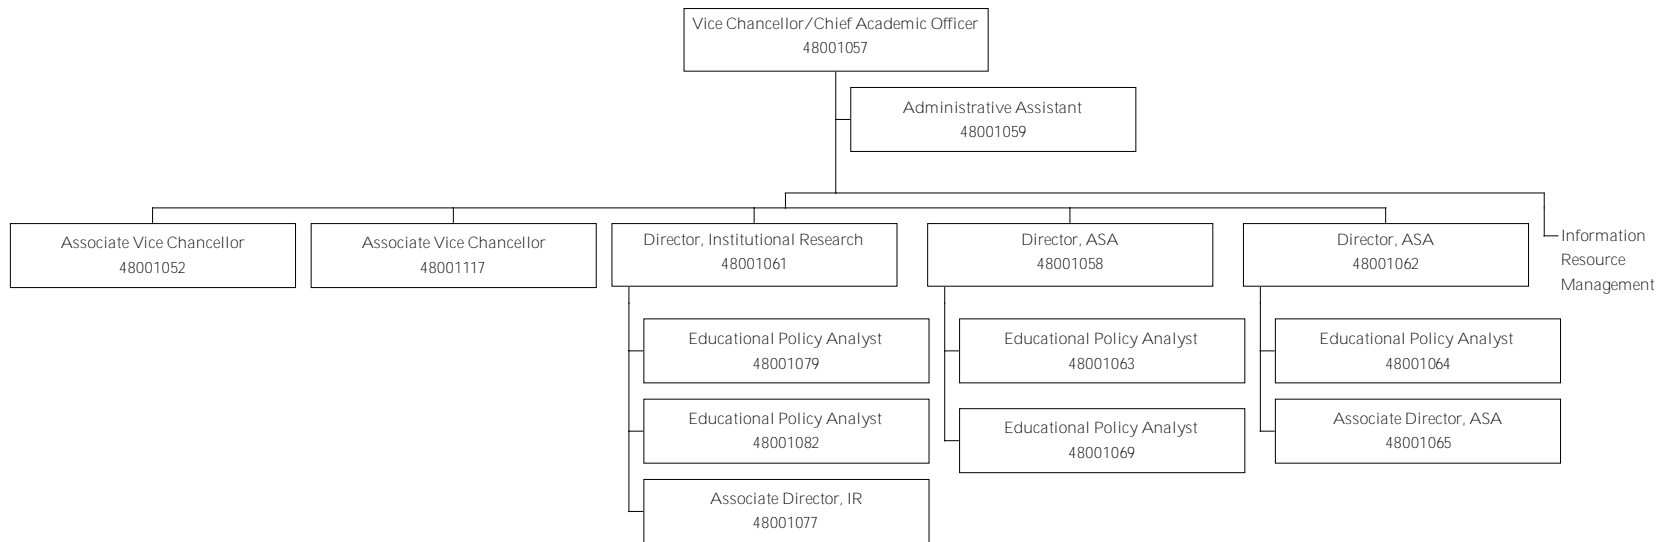 Vice Chancellor/Chief Academic Officer
48001057
Administrative Assistant
48001059
Associate Vice Chancellor
48001052
Associate Vice Chancellor
48001117
Director, Institutional Research
48001061
Director, ASA
48001058
Director, ASA
48001062
Information
Resource
Management
Educational Policy Analyst
48001079
Educational Policy Analyst
48001082
Associate Director, IR
48001077
Educational Policy Analyst
48001063
Educational Policy Analyst
48001069
Educational Policy Analyst
48001064
Associate Director, ASA
48001065